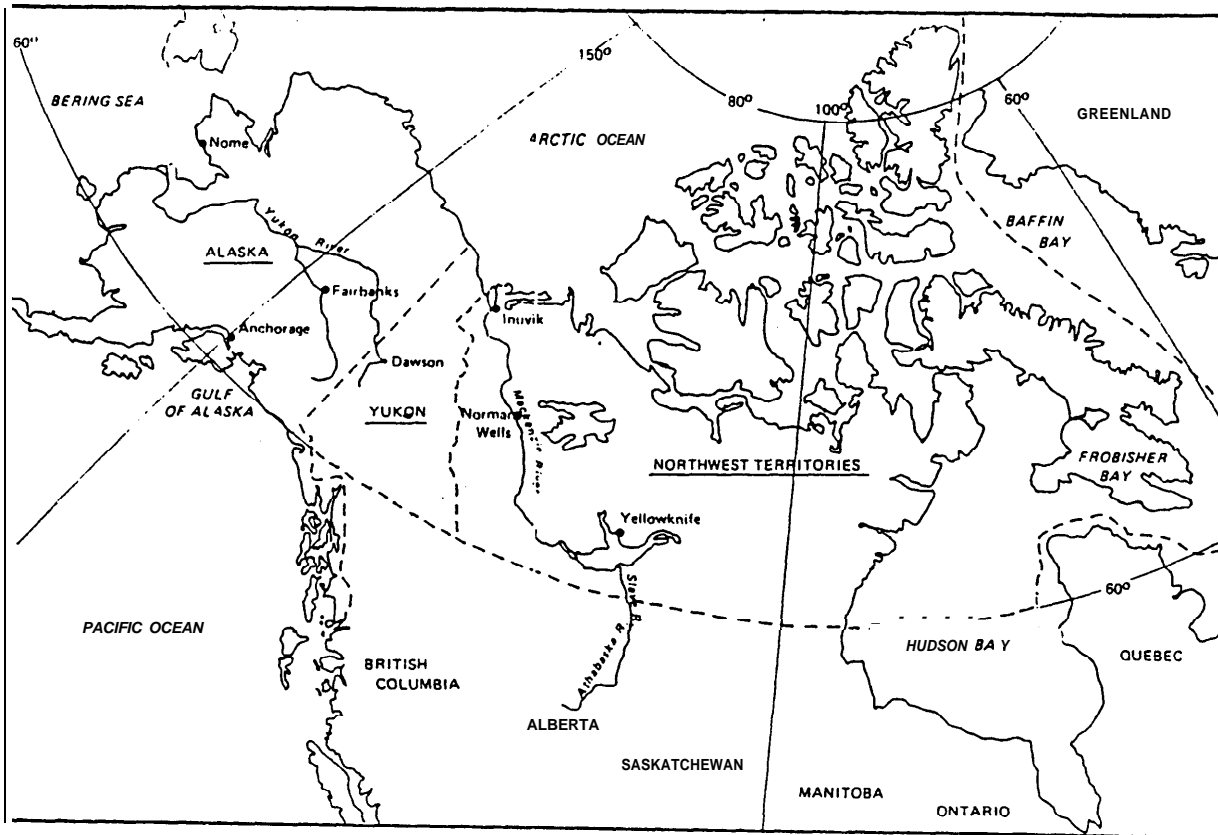 60°
150°
80°
100°
60°
GREENLAND
BERING SEA
ARCTIC OCEAN
Nome
BAFFIN
BAY
Yukon River
ALASKA
Fairbanks
Inuvik
Anchorage
Dawson
GULF
OF ALASKA
YUKON
Norman
Wells
Mackenzie River
NORTHWEST TERRITORIES
FROBISHER
BAY
Yellowknife
Slave R.
60°
PACIFIC OCEAN
HUDSON BAY
QUEBEC
BRITISH
COLUMBIA
Athabaska R.
ALBERTA
SASKATCHEWAN
MANITOBA
ONTARIO